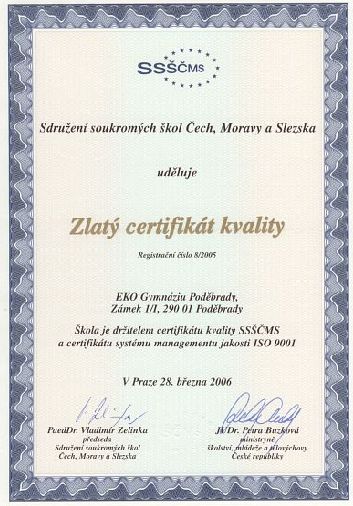 SSŠČMS
Sdružení soukromých škol Čech, Moravy a Slezska
uděluje
Zlatý certifikát kvality
Registrační číslo 8/2005
EKO Gymnáziu Poděbrady,
Zámek 1/I, 290 01 Poděbrady
Škola je držitelem certifikátu kvality SSŠČMS
a certifikátu systému managementu jakosti ISO 9001
V Praze 28. března 2006
PaedDr. Vladimír Zelinka
předseda
Sdružení soukromých škol
Čech, Moravy a Slezska
JUDr. Petra Buzková
ministryně
školství, mládeže a tělovýchovy
České republiky